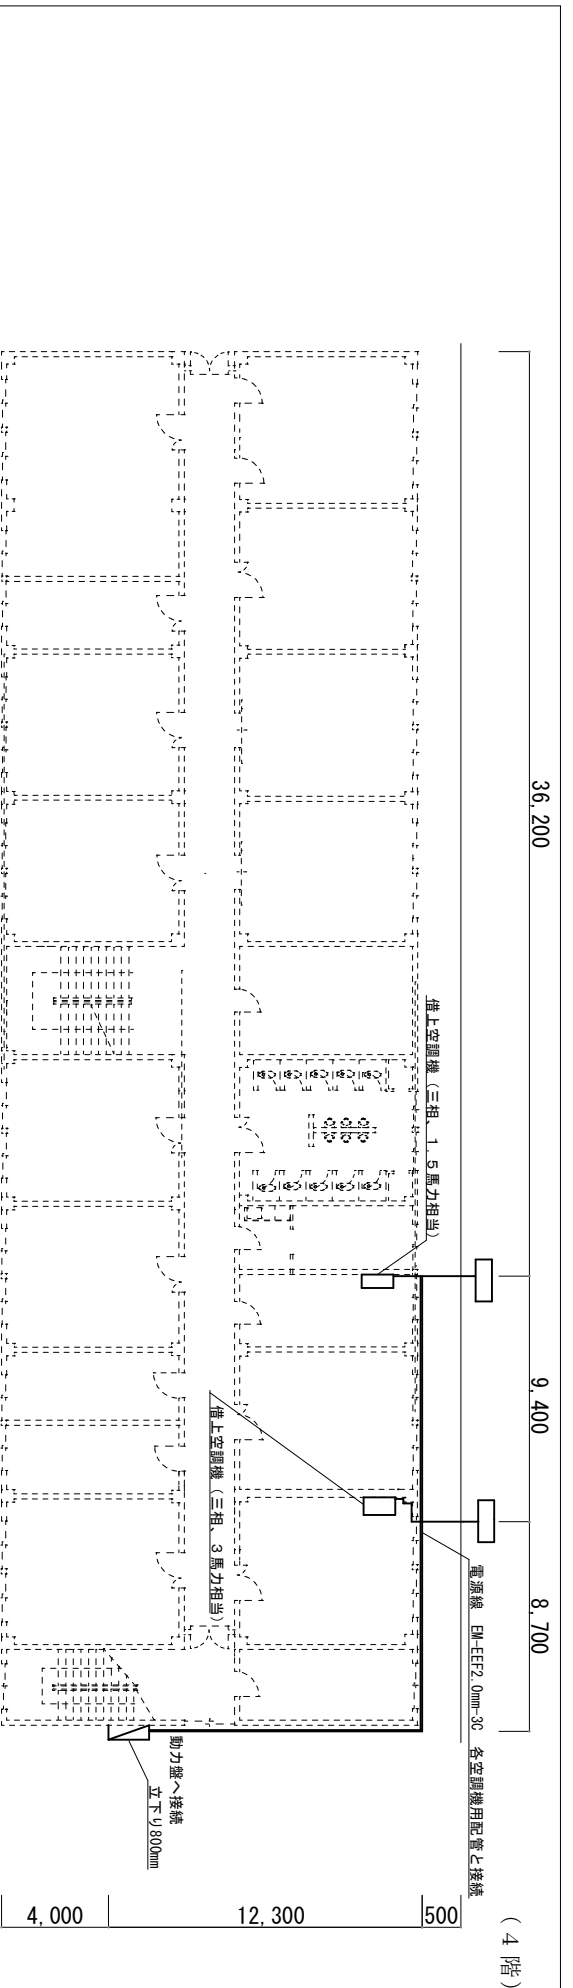 (４階)
36,200
9,400
8,700
借上空調機（三相、１．５馬力相当）
借上空調機（三相、３馬力相当）
電源線　EM-EEF2.0mm-3C　各空調機用配管と接続
動力盤へ接続
立下り800mm
4,000
12,300
500